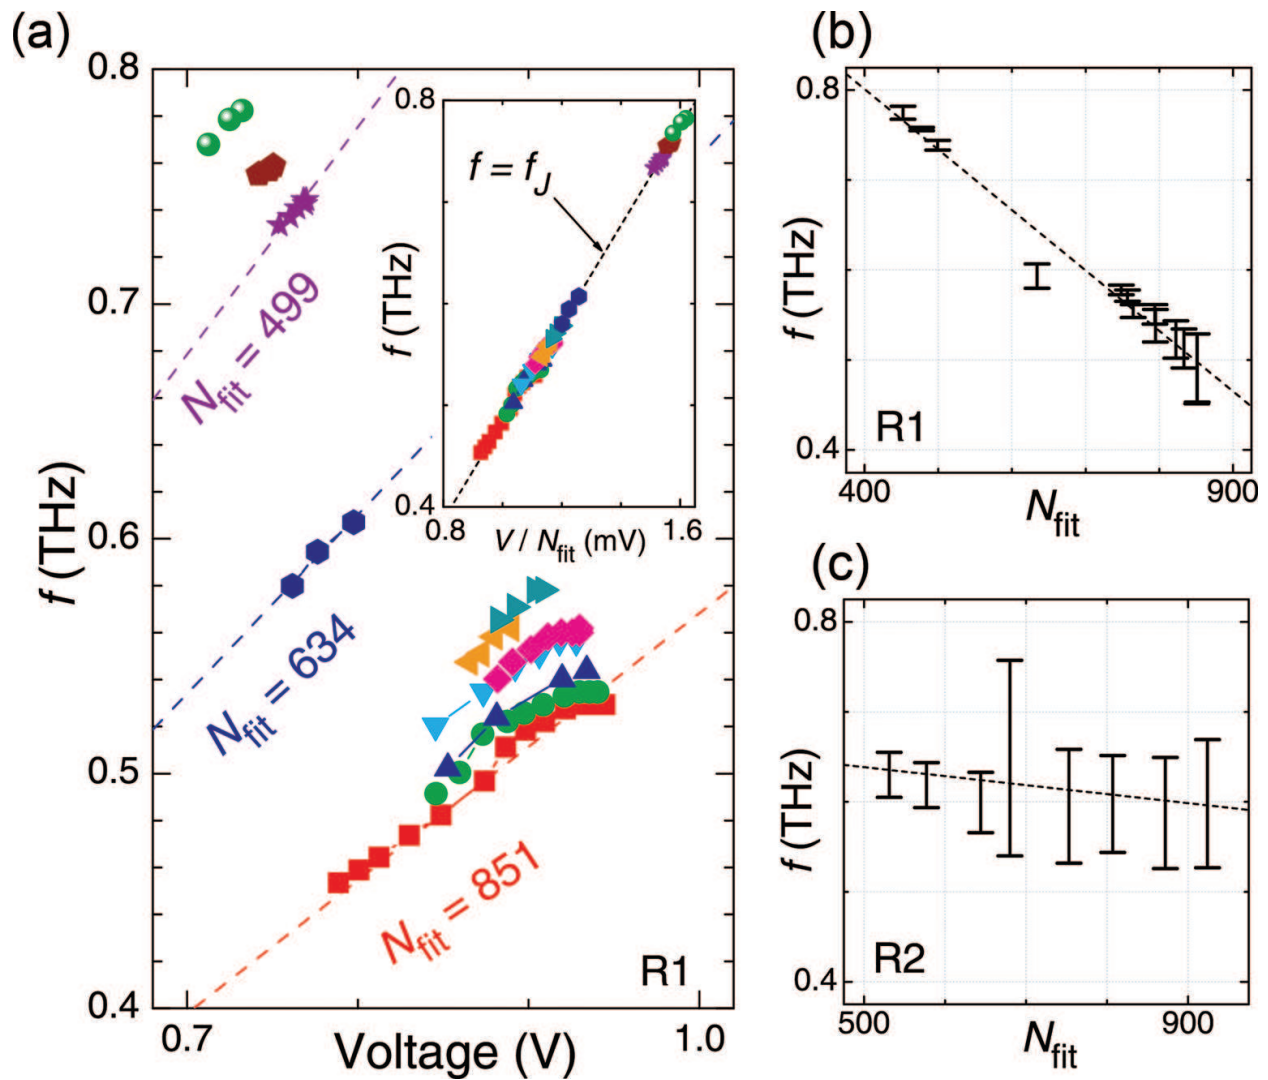 (a)
0.8
0.7
0.6
0.5
0.4
f (THz)
0.7
1.0
Voltage (V)
N_fit = 499
N_fit = 634
N_fit = 851
R1
0.8
0.4
f (THz)
f = f_J
0.8
1.6
V / N_fit (mV)
(b)
0.8
0.4
f (THz)
R1
400
900
N_fit
(c)
0.8
0.4
f (THz)
R2
500
900
N_fit